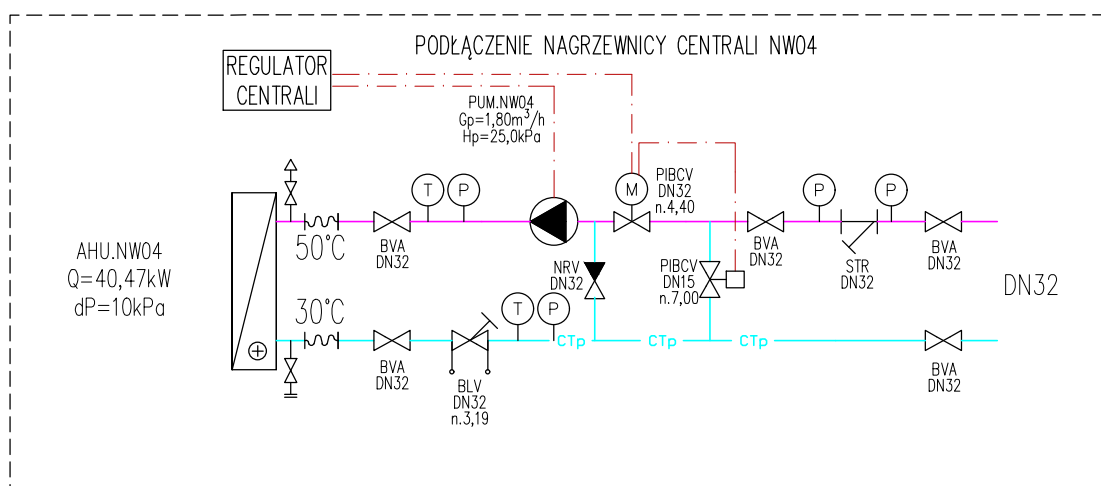 PODŁĄCZENIE NAGRZEWNICY CENTRALI NW04
REGULATOR
CENTRALI
PUM.NW04
Gp=1,80m³/h
Hp=25,0kPa
PIBCV
DN32
n.4,40
T
P
M
P
P
AHU.NW04
Q=40,47kW
dP=10kPa
50°C
BVA
DN32
NRV
DN32
PIBCV
DN15
n.7,00
BVA
DN32
STR
DN32
BVA
DN32
DN32
30°C
T
P
BVA
DN32
BLV
DN32
n.3,19
CTp
CTp
CTp
BVA
DN32